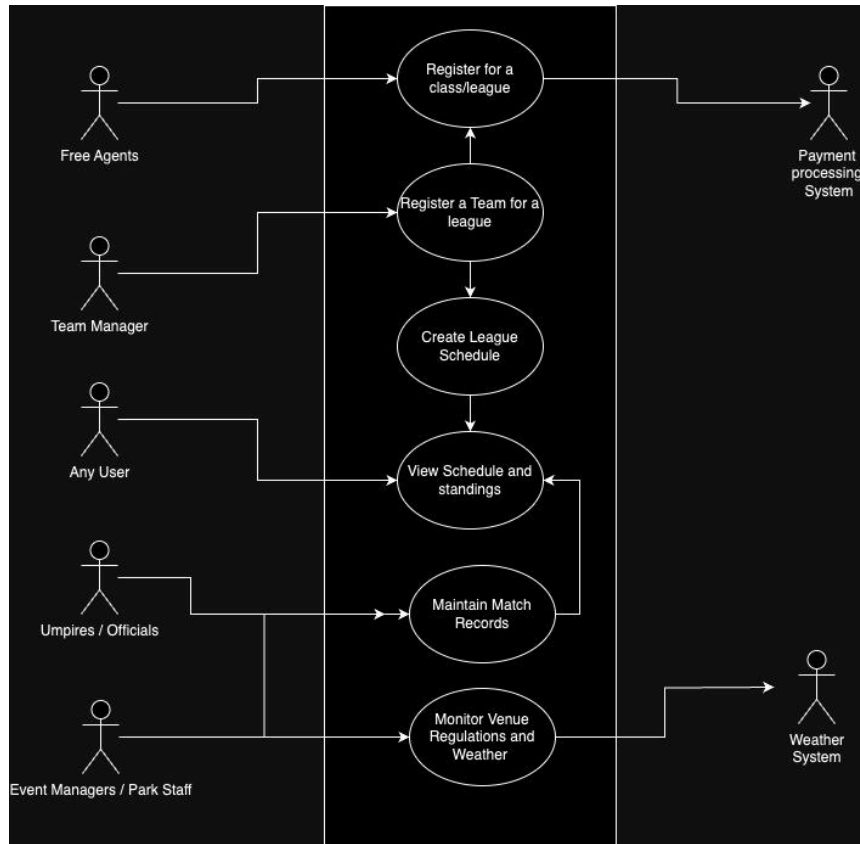 Register for a
class/league
Free Agents
Payment
processing
System
Register a Team for a
league
Team Manager
Create League
Schedule
Any User
View Schedule and
standings
Umpires / Officials
Maintain Match
Records
Monitor Venue
Regulations and
Weather
Event Managers / Park Staff
Weather
System